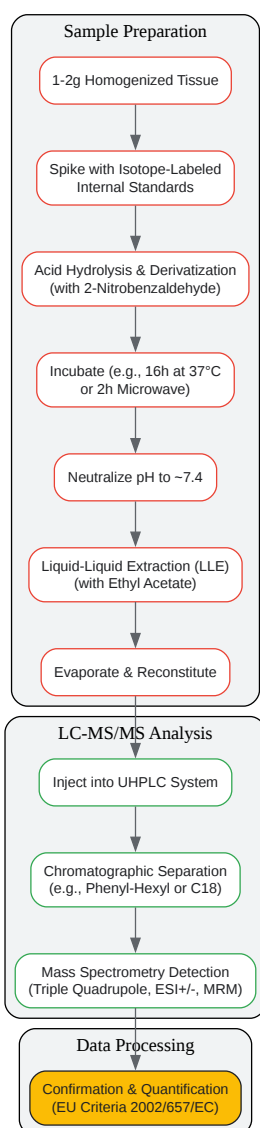 Sample Preparation
1-2g Homogenized Tissue
Spike with Isotope-Labeled
Internal Standards
Acid Hydrolysis & Derivatization
(with 2-Nitrobenzaldehyde)
Incubate (e.g., 16h at 37°C
or 2h Microwave)
Neutralize pH to ~7.4
Liquid-Liquid Extraction (LLE)
(with Ethyl Acetate)
Evaporate & Reconstitute
LC-MS/MS Analysis
Inject into UHPLC System
Chromatographic Separation
(e.g., Phenyl-Hexyl or C18)
Mass Spectrometry Detection
(Triple Quadrupole, ESI+/-, MRM)
Data Processing
Confirmation & Quantification
(EU Criteria 2002/657/EC)